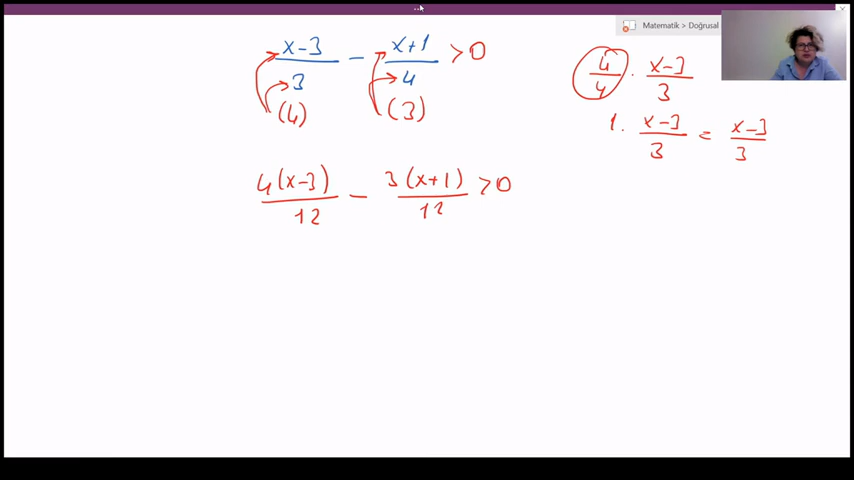 Matematik > Doğrusal
(x-3)/3 - (x+1)/4 > 0
(4) (3)
4/4 · (x-3)/3
1. (x-3)/3 = (x-3)/3
4(x-3)/12 - 3(x+1)/12 > 0